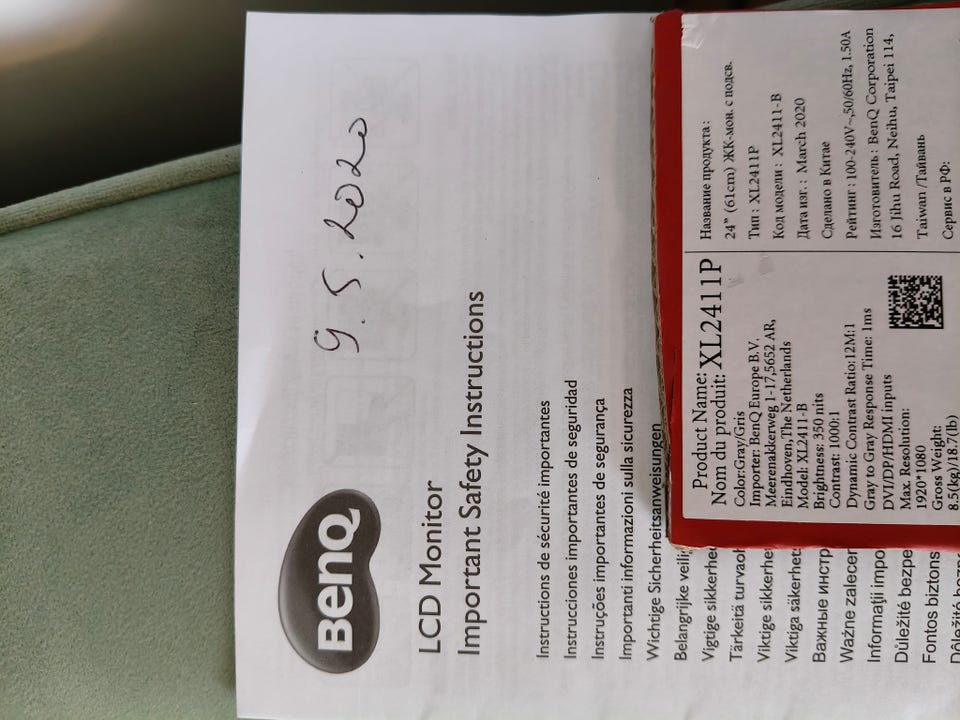 9.5.2020
BenQ
LCD Monitor
Important Safety Instructions
Instructions de sécurité importantes
Instrucciones importantes de seguridad
Instruções importantes de segurança
Importanti informazioni sulla sicurezza
Wichtige Sicherheitsanweisungen
Belangrijke veilig
Vigtige sikkerhed
Tärkeitä turvaoh
Viktige sikkerhet
Viktiga säkerhet
Важные инстр
Ważne zalecen
Informaţii impo
Důležité bezpe
Fontos biztons
Dôležité bezpe
Product Name: XL2411P
Nom du produit:
Color:Gray/Gris
Importer: BenQ Europe B.V.
Meerenakkerweg 1-17,5652 AR,
Eindhoven,The Netherlands
Model: XL2411-B
Brightness: 350 nits
Contrast: 1000:1
Dynamic Contrast Ratio:12M:1
Gray to Gray Response Time: 1ms
DVI/DP/HDMI inputs
Max. Resolution:
1920*1080
Gross Weight:
8.5(kg)/18.7(lb)
Название продукта :
24" (61cm) ЖК-мон. с подсв.
Тип : XL2411P
Код модели : XL2411-B
Дата изг. : March 2020
Сделано в Китае
Рейтинг : 100-240V~,50/60Hz, 1.50A
Изготовитель : BenQ Corporation
16 Jihu Road, Neihu, Taipei 114,
Taiwan /Тайвань
Сервис в РФ: